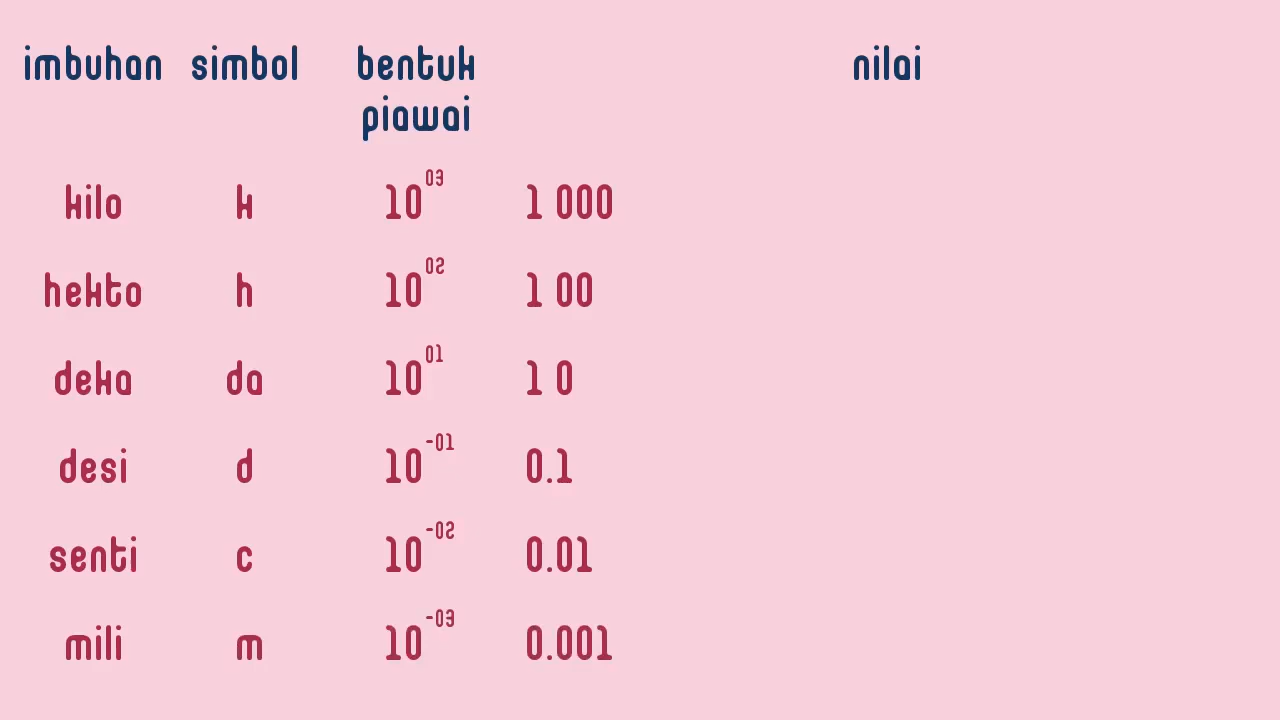 imbuhan simbol bentuk piawai nilai
kilo k 10^03 1 000
hekto h 10^02 1 00
deka da 10^01 1 0
desi d 10^-01 0.1
senti c 10^-02 0.01
mili m 10^-03 0.001